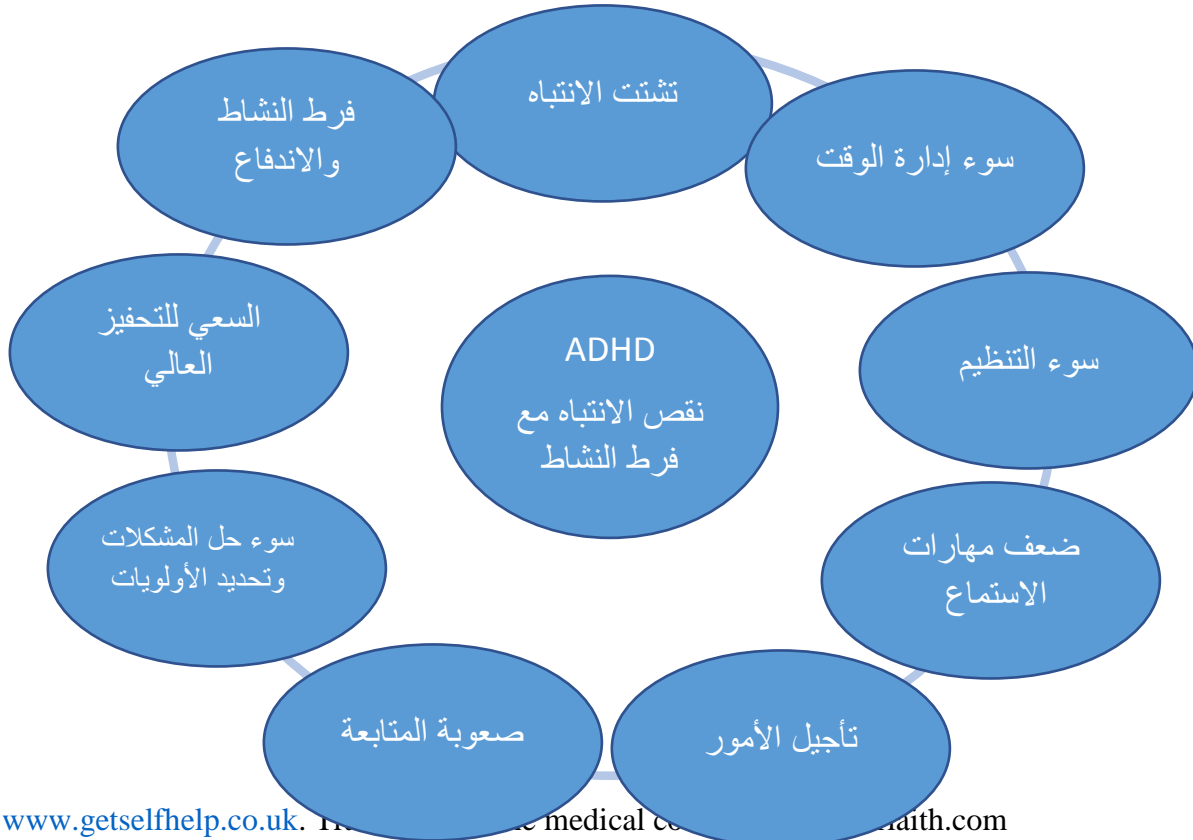 تشتت الانتباه
سوء إدارة الوقت
سوء التنظيم
ضعف مهارات
الاستماع
تأجيل الأمور
صعوبة المتابعة
سوء حل المشكلات
وتحديد الأولويات
السعي للتحفيز
العالي
فرط النشاط
والاندفاع
ADHD
نقص الانتباه مع
فرط النشاط
www.getselfhelp.co.uk. medical